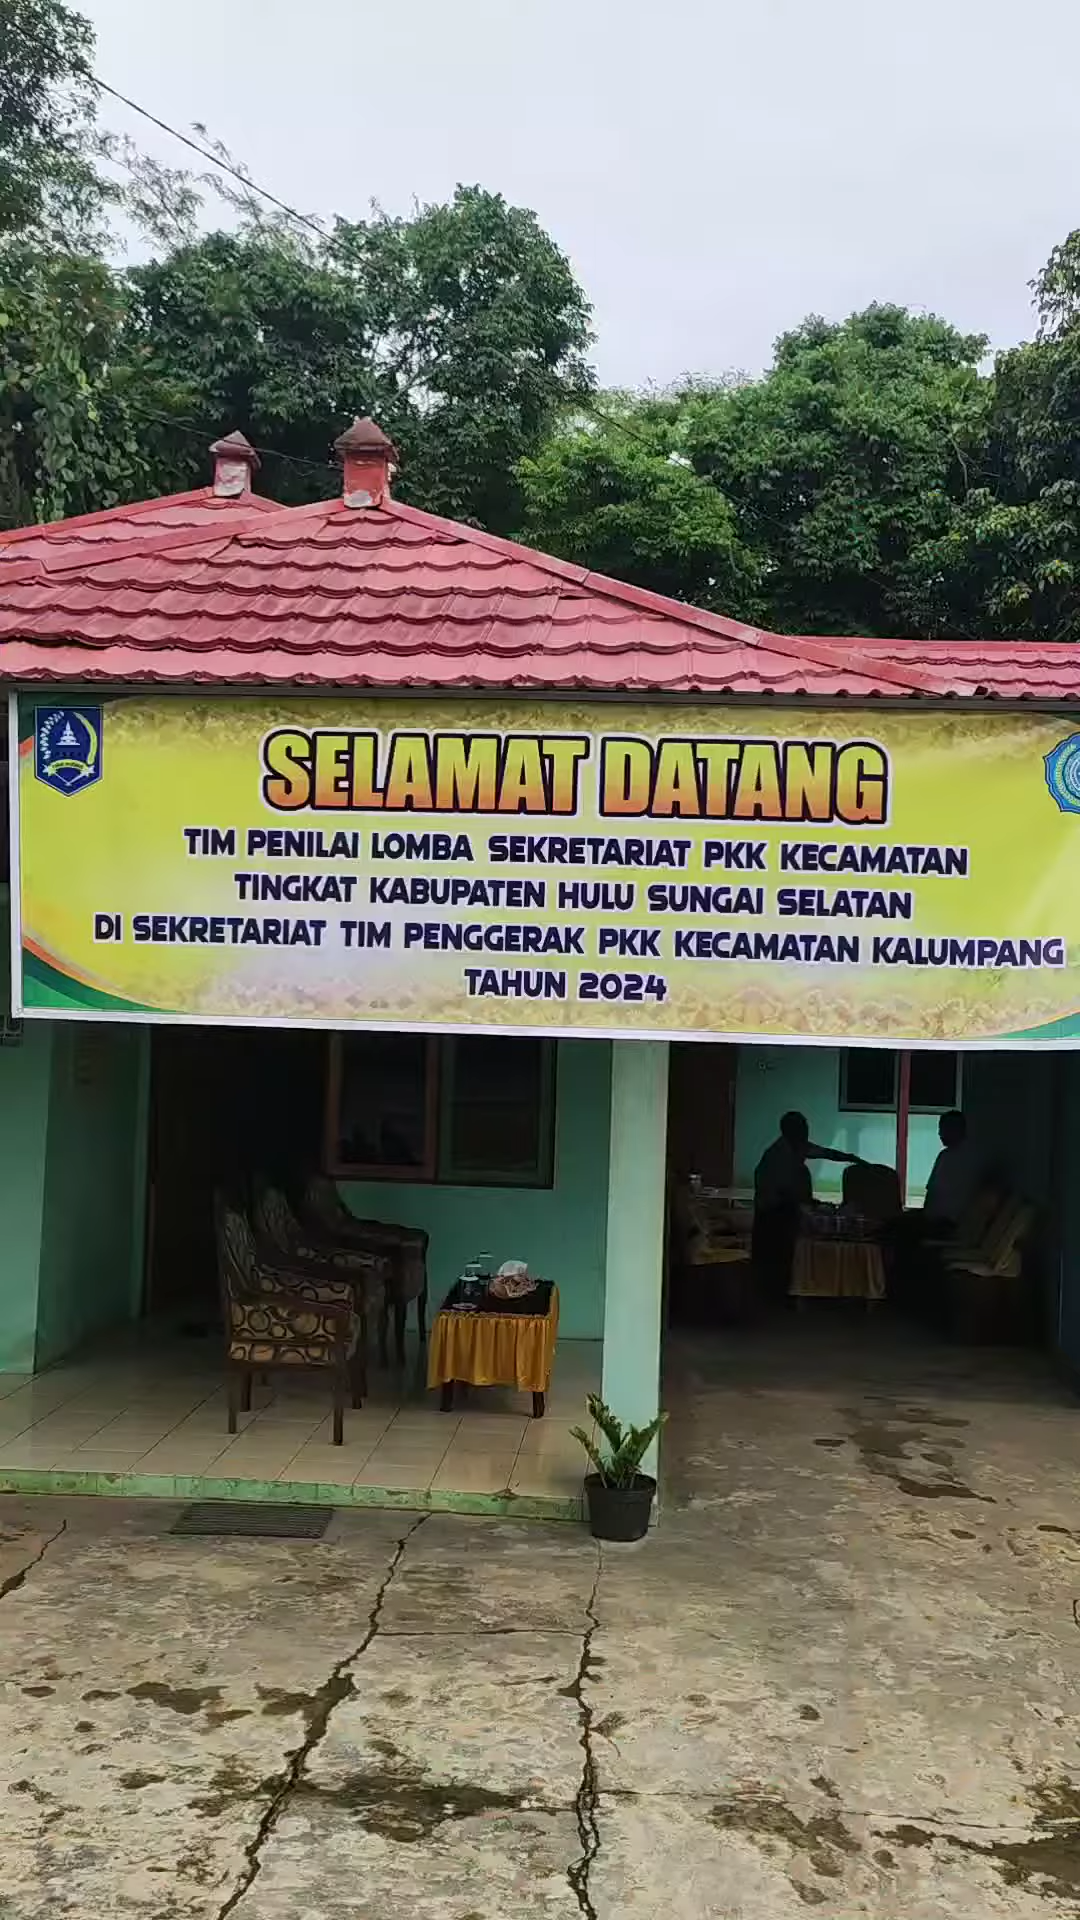 SELAMAT DATANG
TIM PENILAI LOMBA SEKRETARIAT PKK KECAMATAN
TINGKAT KABUPATEN HULU SUNGAI SELATAN
DI SEKRETARIAT TIM PENGGERAK PKK KECAMATAN KALUMPANG
TAHUN 2024